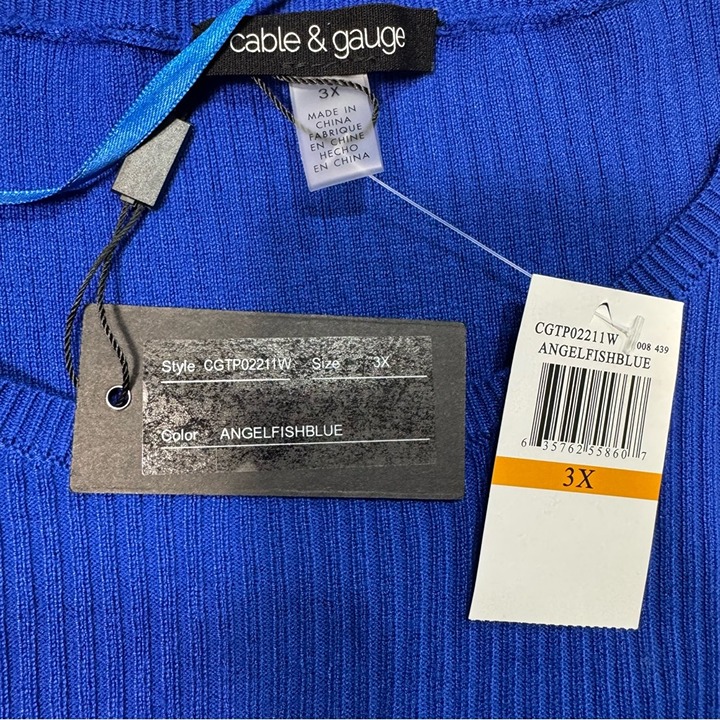 cable & gauge
3X
MADE IN
CHINA
FABRIQUE
EN CHINE
HECHO
EN CHINA
Style CGTP02211W Size 3X
Color ANGELFISHBLUE
CGTP02211W 008 439
ANGELFISHBLUE
6 35762 55860 7
3X